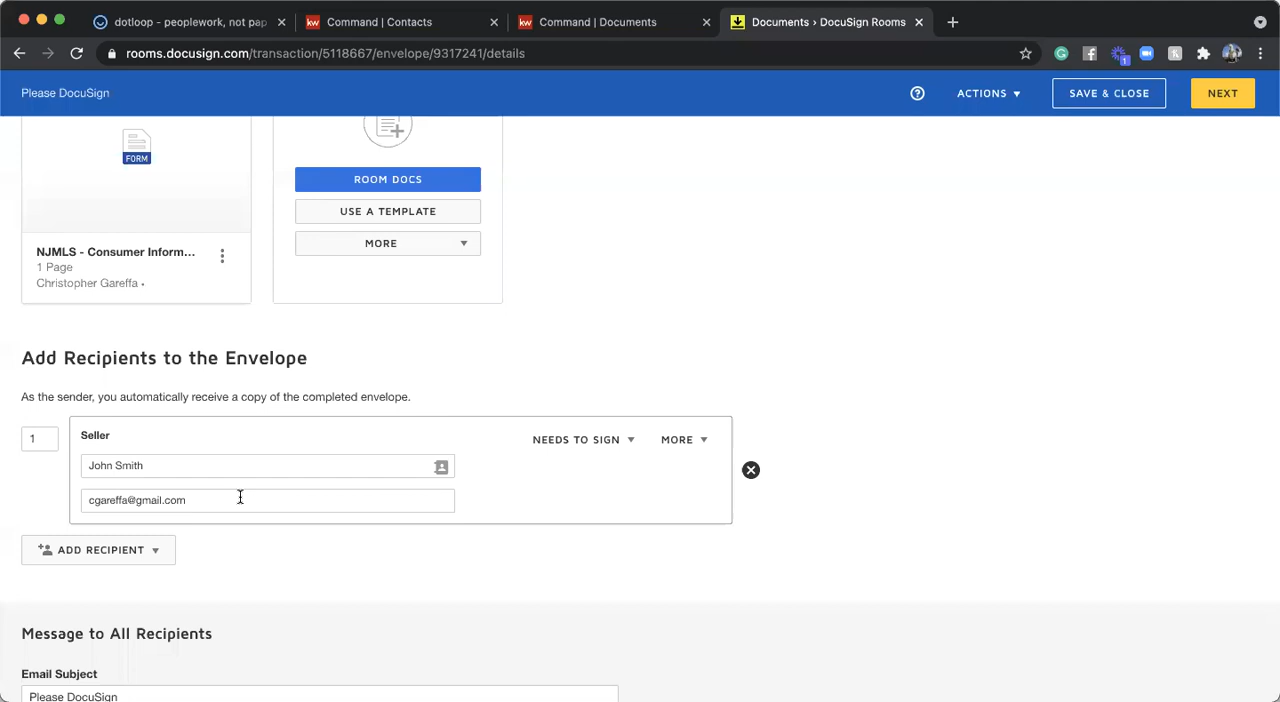 dotloop - peoplework, not pap
kw Command | Contacts
kw Command | Documents
Documents › DocuSign Rooms
rooms.docusign.com/transaction/5118667/envelope/9317241/details
1
Please DocuSign
ACTIONS
SAVE & CLOSE
NEXT
FORM
NJMLS - Consumer Inform...
1 Page
Christopher Gareffa •
ROOM DOCS
USE A TEMPLATE
MORE
Add Recipients to the Envelope
As the sender, you automatically receive a copy of the completed envelope.
1
Seller
NEEDS TO SIGN
MORE
John Smith
cgareffa@gmail.com
ADD RECIPIENT
Message to All Recipients
Email Subject
Please DocuSign